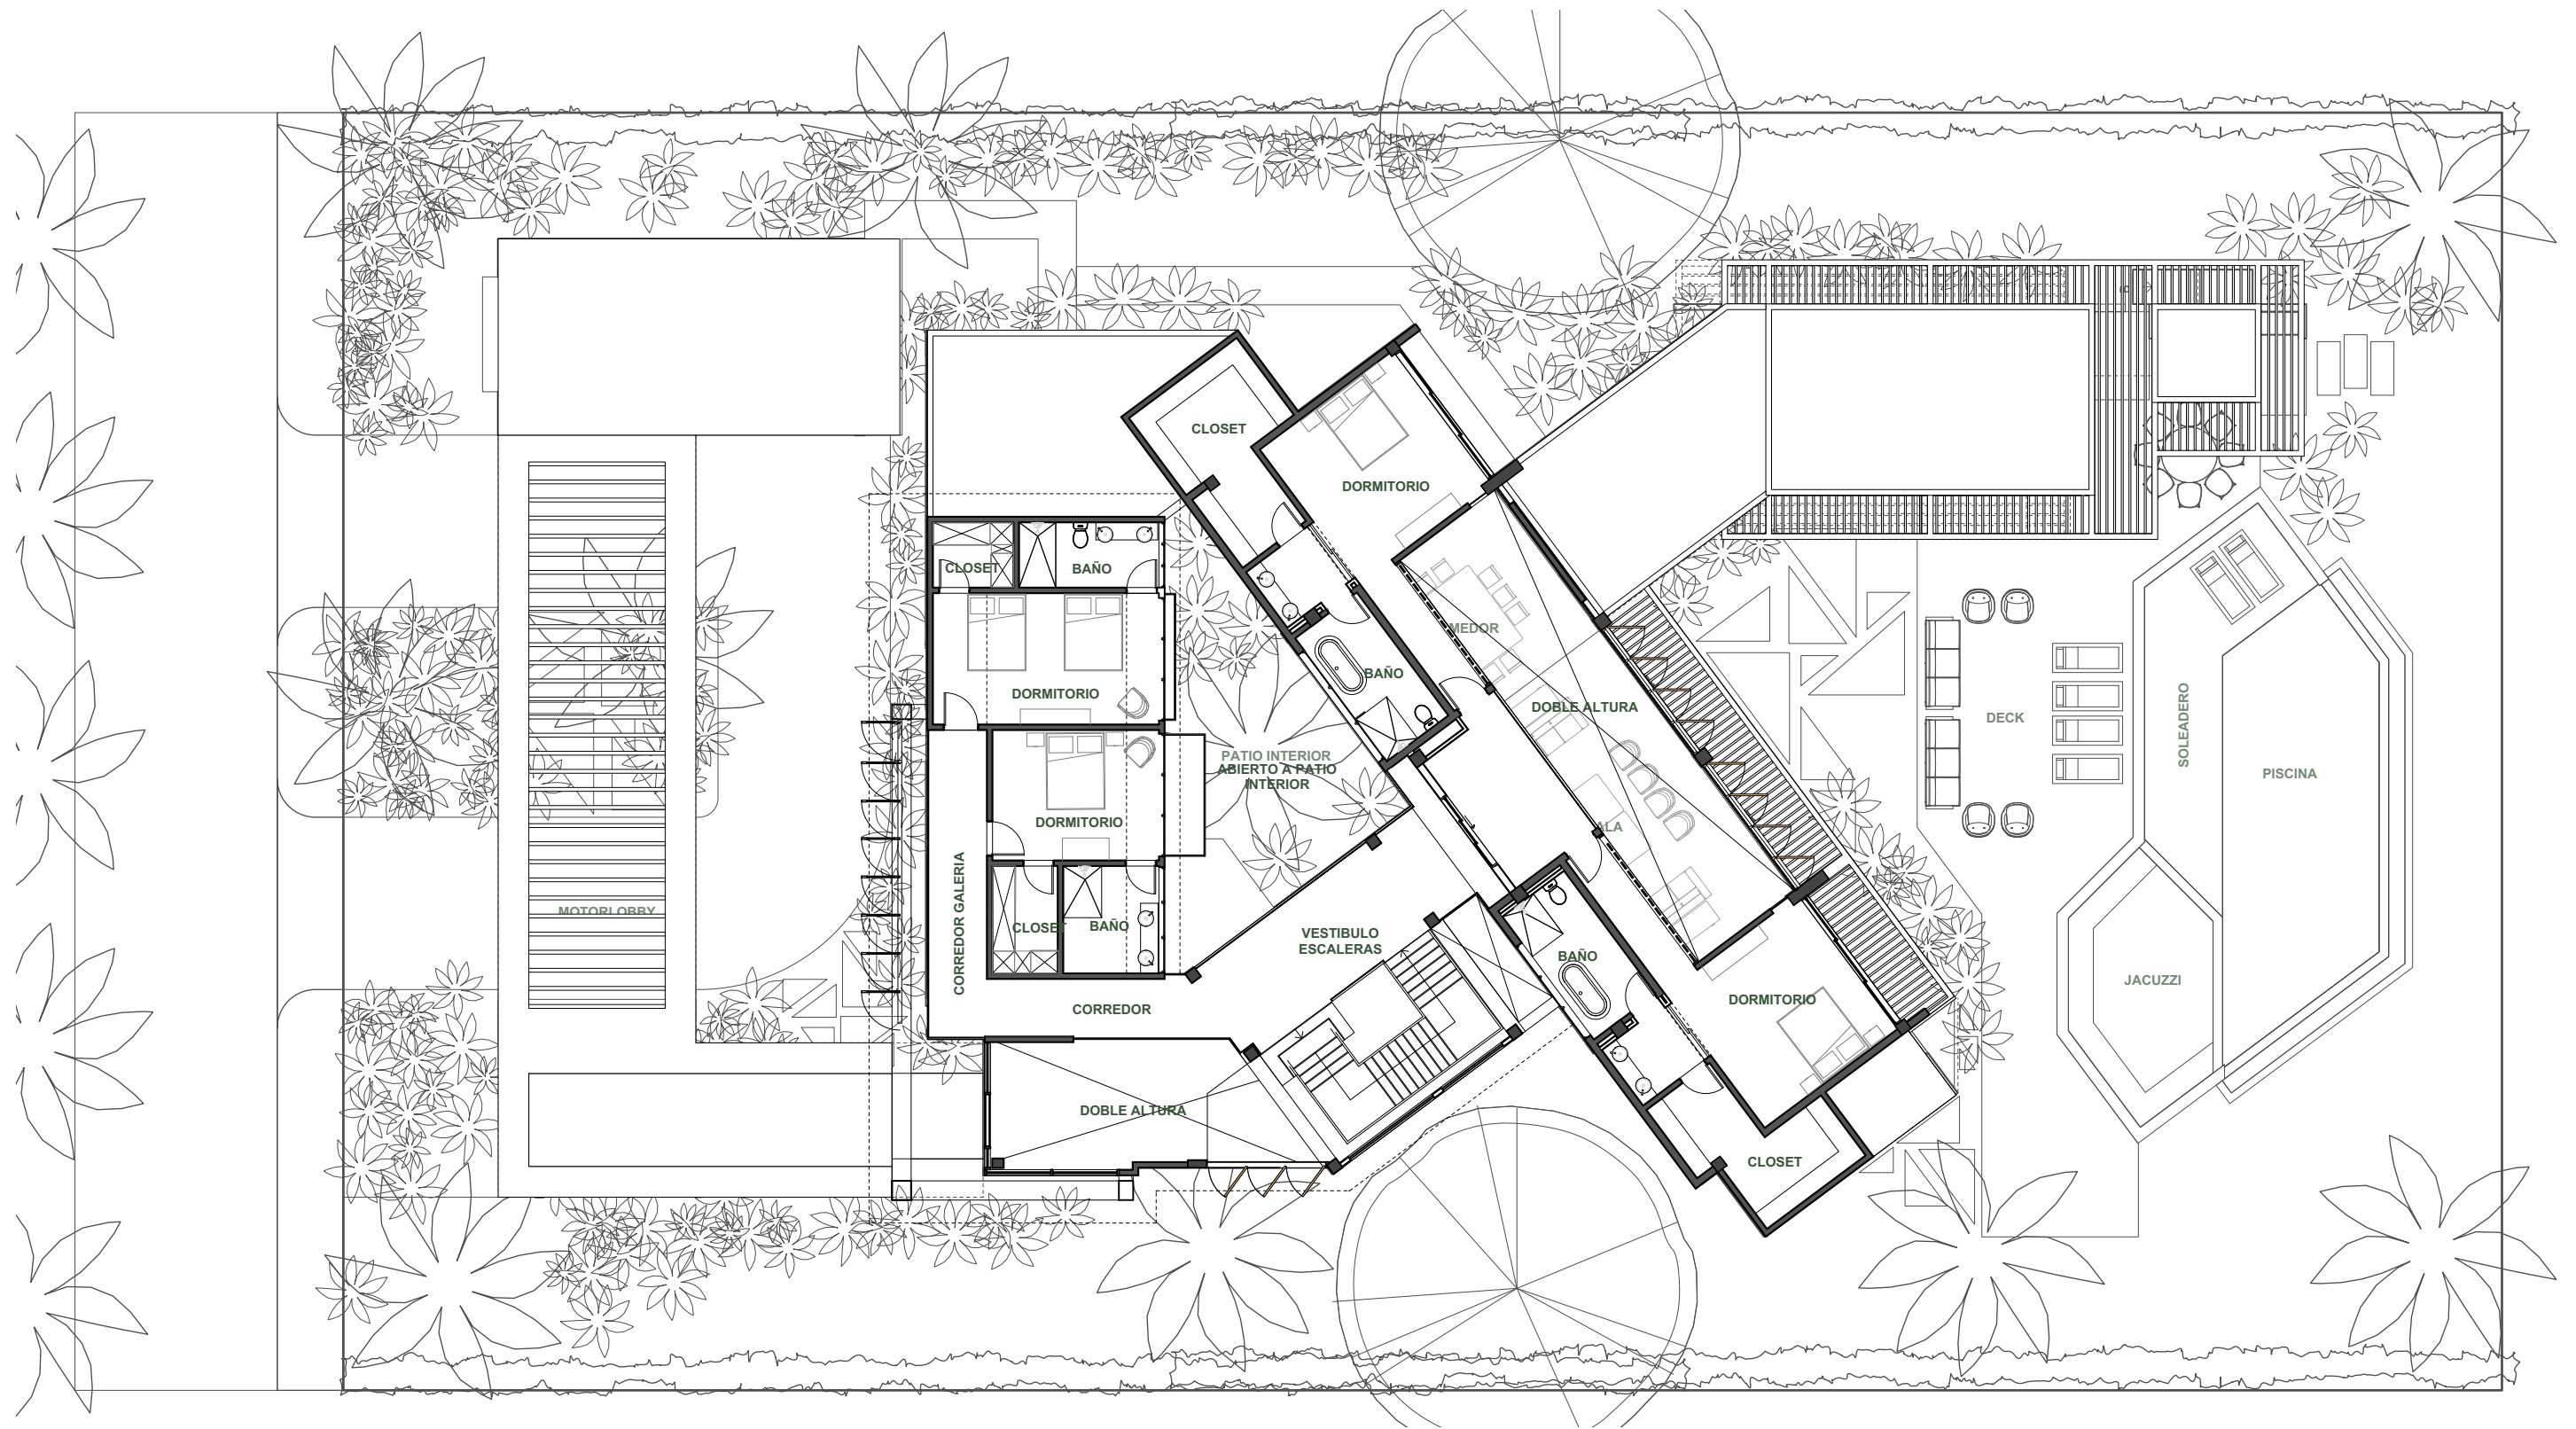 CLOSET
DORMITORIO
CLOSET
BAÑO
MEDOR
BAÑO
DORMITORIO
DOBLE ALTURA
DECK
SOLEADERO
PISCINA
PATIO INTERIOR
ABIERTO A PATIO
INTERIOR
DORMITORIO
ALA
CORREDOR GALERIA
MOTORLOBBY
CLOSET
BAÑO
VESTIBULO
ESCALERAS
BAÑO
JACUZZI
DORMITORIO
CORREDOR
DOBLE ALTURA
CLOSET